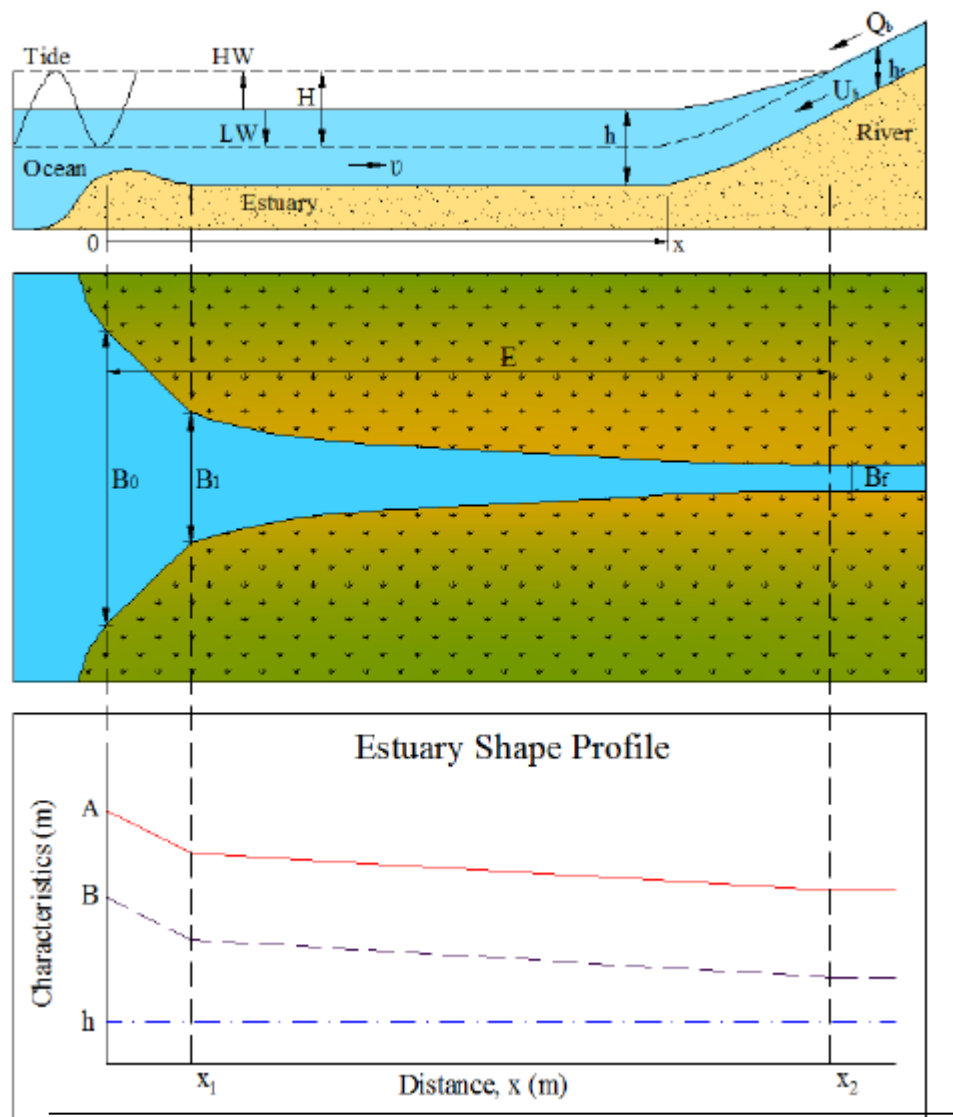 Tide
HW
H
LW
Ocean
υ
Estuary
h
Qb
hf
Ub
River
0
x
E
B0
B1
Bf
Estuary Shape Profile
Characteristics (m)
A
B
h
x1
Distance, x (m)
x2